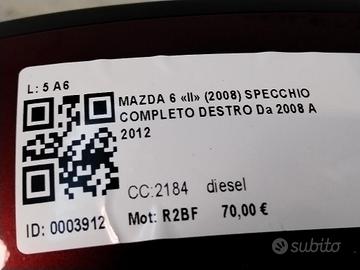 L: 5 A6
MAZDA 6 «II» (2008) SPECCHIO
COMPLETO DESTRO Da 2008 A
2012
CC:2184 diesel
ID: 0003912 Mot: R2BF 70,00 €
subito